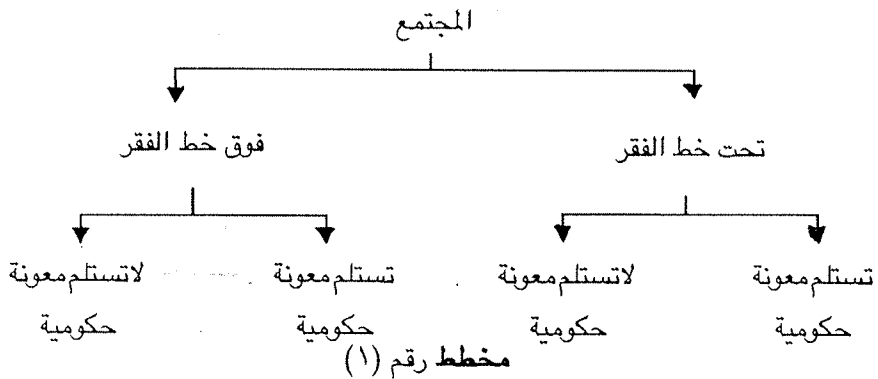 المجتمع
تحت خط الفقر
فوق خط الفقر
تستلم معونة
حكومية
لاتستلم معونة
حكومية
تستلم معونة
حكومية
لاتستلم معونة
حكومية
مخطط رقم (١)